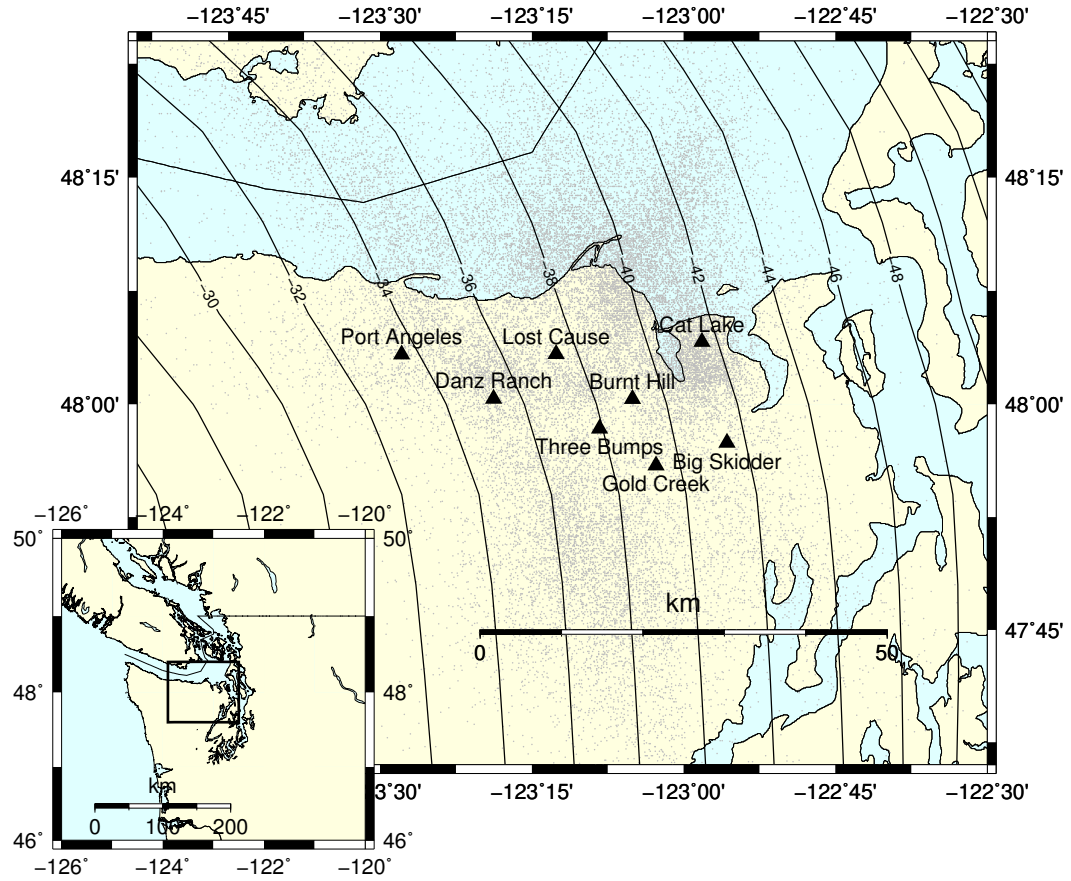 −123˚45' −123˚30' −123˚15' −123˚00' −122˚45' −122˚30'
48˚15' 48˚15'
30 32 34 36 38 40 42 44 46 48
Port Angeles Lost Cause Cat Lake
Danz Ranch Burnt Hill
48˚00' 48˚00'
Three Bumps Big Skidder
Gold Creek
−126˚ −124˚ −122˚ −120˚
50˚ 50˚
km
47˚45'
0 50
48˚ 48˚
km
0 100 200
−123˚30' −123˚15' −123˚00' −122˚45' −122˚30'
46˚ 46˚
−126˚ −124˚ −122˚ −120˚